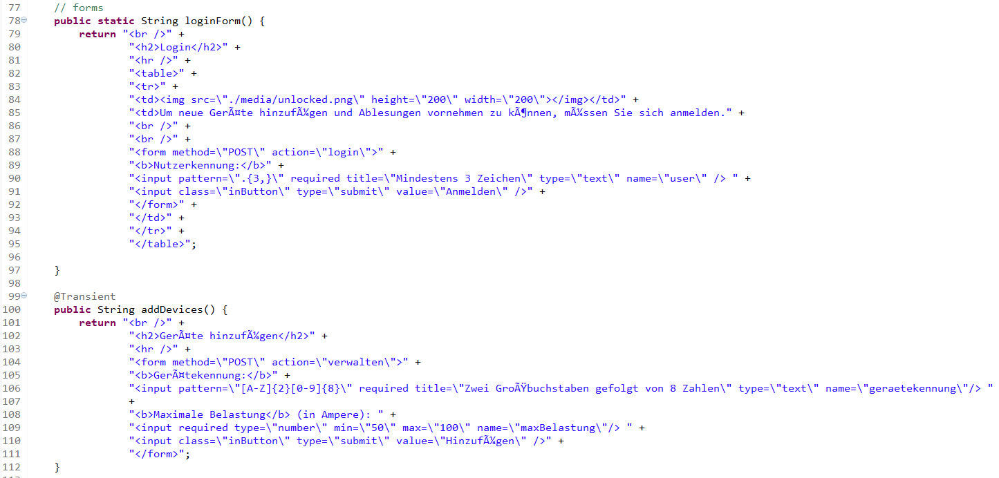 77 // forms
78 public static String loginForm() {
79 return "<br />" +
80 "<h2>Login</h2>" +
81 "<hr />" +
82 "<table>" +
83 "<tr>" +
84 "<td><img src=\"./media/unlocked.png\" height=\"200\" width=\"200\"></img></td>" +
85 "<td>Um neue GerÃ¤te hinzufÃ¼gen und Ablesungen vornehmen zu kÃ¶nnen, mÃ¼ssen Sie sich anmelden." +
86 "<br />" +
87 "<br />" +
88 "<form method=\"POST\" action=\"login\">" +
89 "<b>Nutzerkennung:</b>" +
90 "<input pattern=\".{3,}\" required title=\"Mindestens 3 Zeichen\" type=\"text\" name=\"user\" /> " +
91 "<input class=\"inButton\" type=\"submit\" value=\"Anmelden\" />" +
92 "</form>" +
93 "</td>" +
94 "</tr>" +
95 "</table>";
96
97 }
98
99 @Transient
100 public String addDevices() {
101 return "<br />" +
102 "<h2>GerÃ¤te hinzufÃ¼gen</h2>" +
103 "<hr />" +
104 "<form method=\"POST\" action=\"verwalten\">" +
105 "<b>GerÃ¤tekennung:</b>" +
106 "<input pattern=\"[A-Z]{2}[0-9]{8}\" required title=\"Zwei GroÃŸbuchstaben gefolgt von 8 Zahlen\" type=\"text\" name=\"geraetekennung\"/> "
107 +
108 "<b>Maximale Belastung</b> (in Ampere): " +
109 "<input required type=\"number\" min=\"50\" max=\"100\" name=\"maxBelastung\"/> " +
110 "<input class=\"inButton\" type=\"submit\" value=\"HinzufÃ¼gen\" />" +
111 "</form>";
112 }